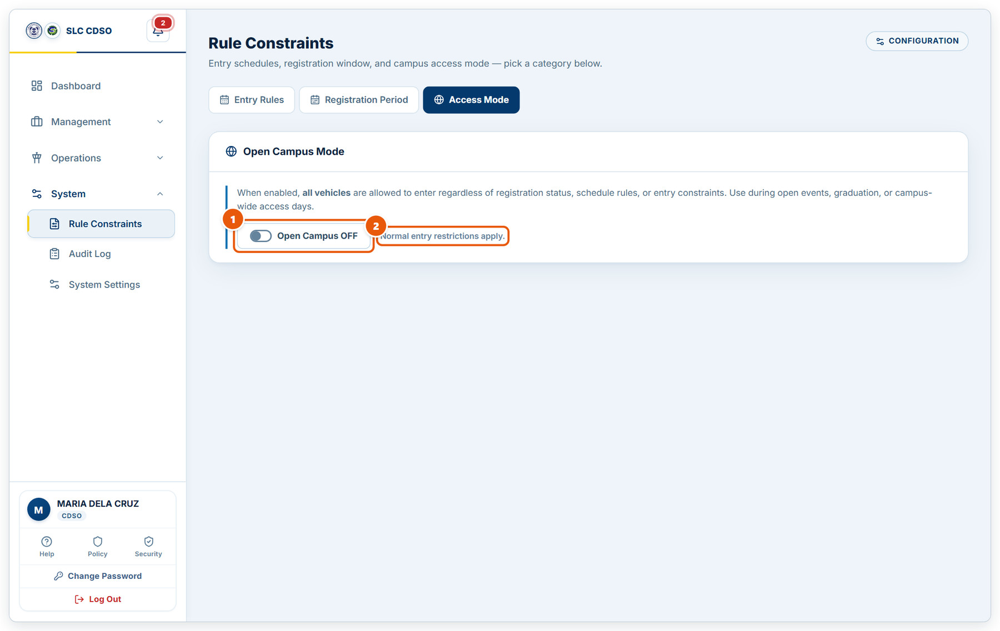 SLC CDSO
2
Dashboard
Management
Operations
System
Rule Constraints
Audit Log
System Settings
MARIA DELA CRUZ
M
CDSO
Help
Policy
Security
Change Password
Log Out
Rule Constraints
CONFIGURATION
Entry schedules, registration window, and campus access mode — pick a category below.
Entry Rules
Registration Period
Access Mode
Open Campus Mode
When enabled, all vehicles are allowed to enter regardless of registration status, schedule rules, or entry constraints. Use during open events, graduation, or campus-
wide access days.
1
Open Campus OFF
2
Normal entry restrictions apply.